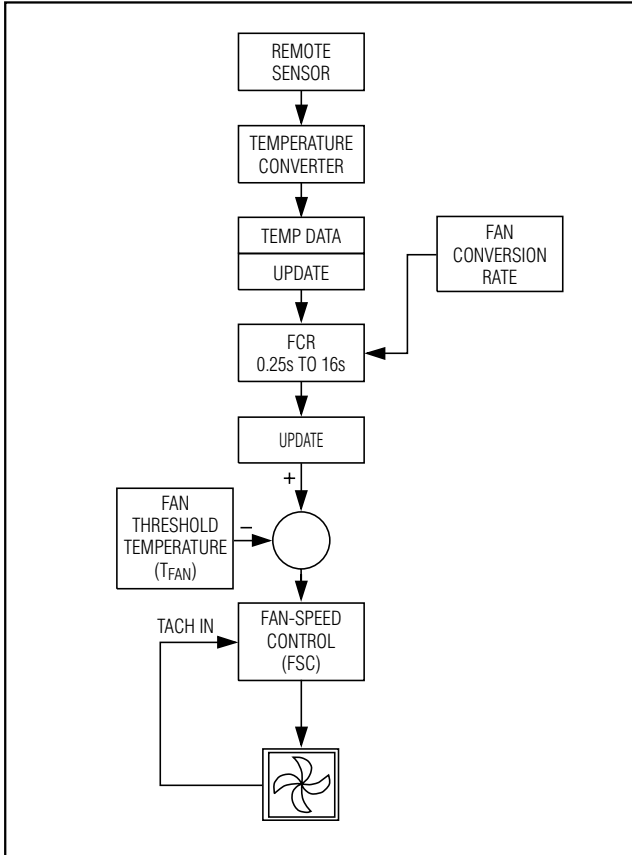 REMOTE
SENSOR
TEMPERATURE
CONVERTER
TEMP DATA
UPDATE
FAN
CONVERSION
RATE
FCR
0.25s TO 16s
UPDATE
+
FAN
THRESHOLD
TEMPERATURE
(TFAN)
−
TACH IN
FAN-SPEED
CONTROL
(FSC)